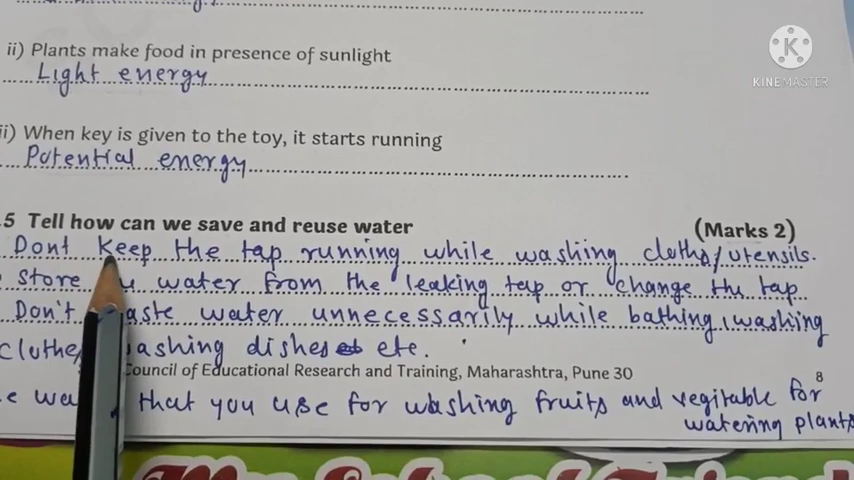 ii) Plants make food in presence of sunlight
Light energy
ii) When key is given to the toy, it starts running
Potential energy
5 Tell how can we save and reuse water (Marks 2)
Dont keep the tap running while washing cloths/utensils.
store water from the leaking tap or change the tap
Don't waste water unnecessarily while bathing, washing
clothes washing dishes etc.
Council of Educational Research and Training, Maharashtra, Pune 30 8
that you use for washing fruits and vegitable for
watering plants
K
KINEMASTER